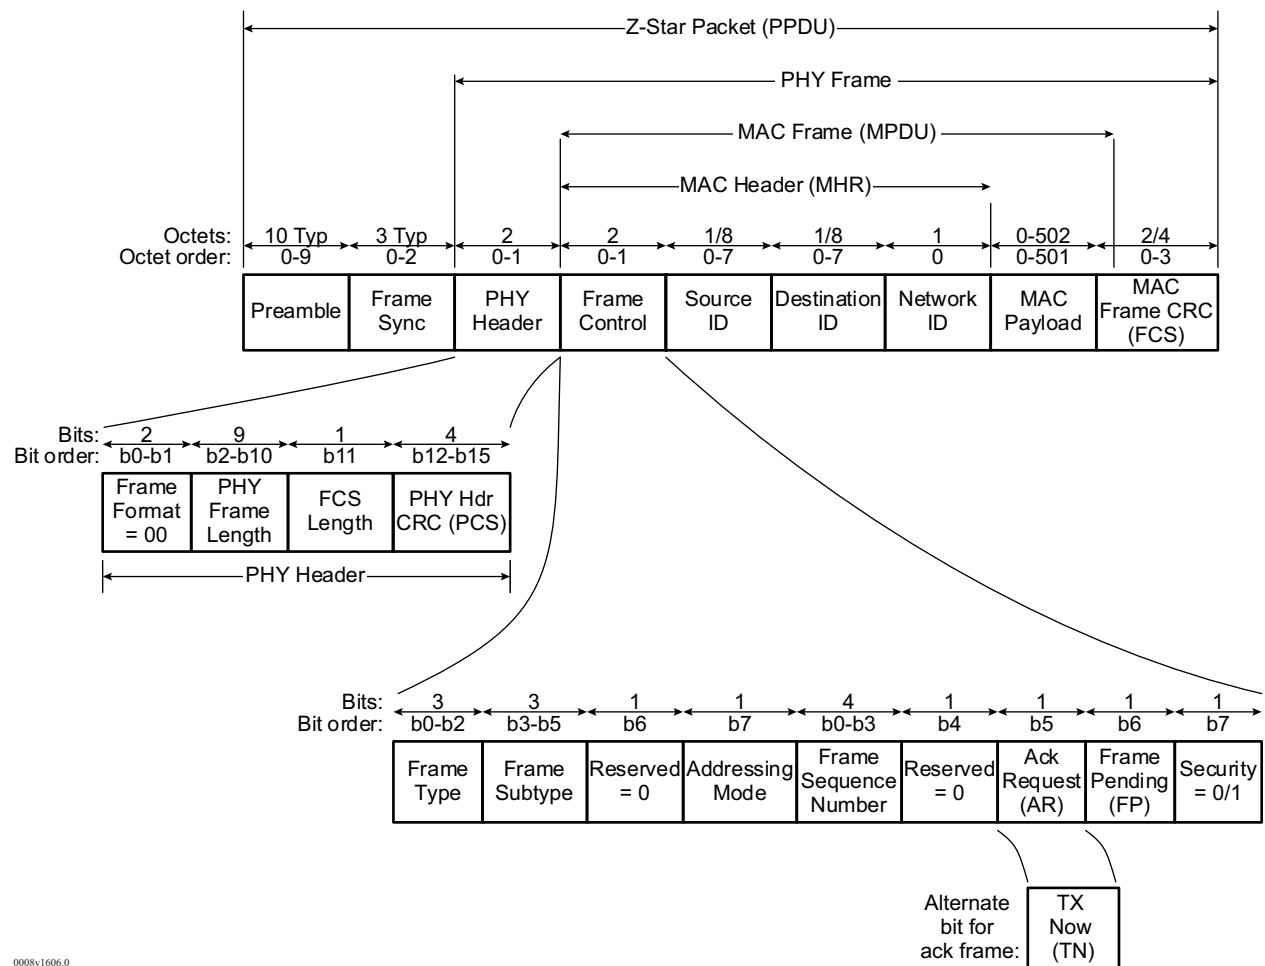 Z-Star Packet (PPDU)
PHY Frame
MAC Frame (MPDU)
MAC Header (MHR)
Octets: 10 Typ 3 Typ 2 2 1/8 1/8 1 0-502 2/4
Octet order: 0-9 0-2 0-1 0-1 0-7 0-7 0 0-501 0-3
Preamble
Frame
Sync
PHY
Header
Frame
Control
Source
ID
Destination
ID
Network
ID
MAC
Payload
MAC
Frame CRC
(FCS)
Bits: 2 9 1 4
Bit order: b0-b1 b2-b10 b11 b12-b15
Frame
Format
= 00
PHY
Frame
Length
FCS
Length
PHY Hdr
CRC (PCS)
PHY Header
Bits: 3 3 1 1 4 1 1 1 1
Bit order: b0-b2 b3-b5 b6 b7 b0-b3 b4 b5 b6 b7
Frame
Type
Frame
Subtype
Reserved
= 0
Addressing
Mode
Frame
Sequence
Number
Reserved
= 0
Ack
Request
(AR)
Frame
Pending
(FP)
Security
= 0/1
Alternate
bit for
ack frame:
TX
Now
(TN)
0008v1606.0